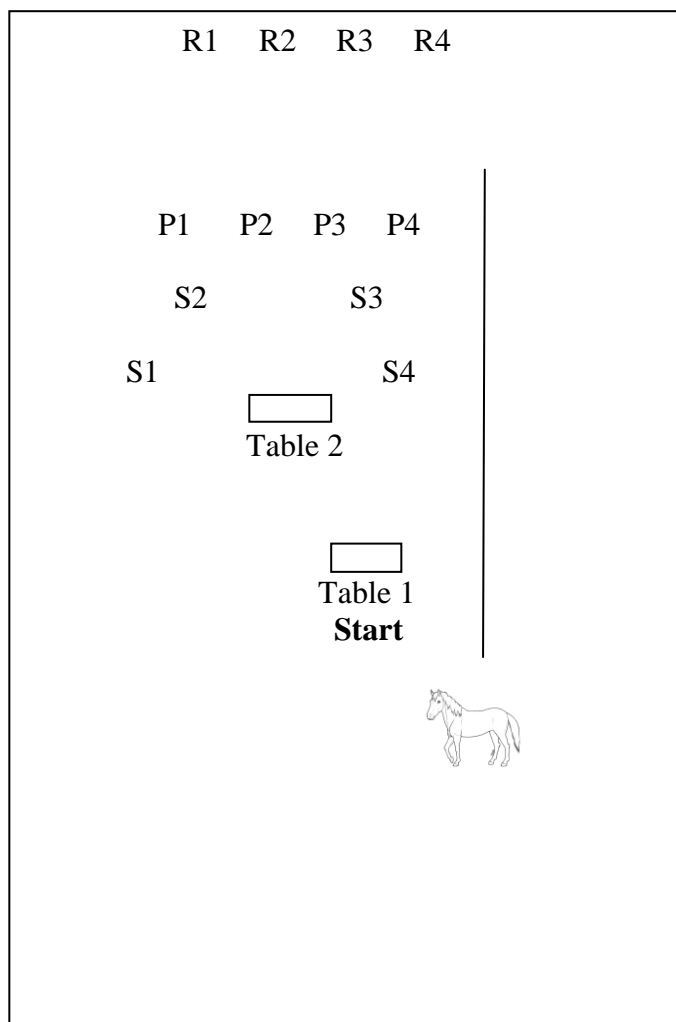 R1 R2 R3 R4
P1 P2 P3 P4
S2 S3
S1 S4
Table 2
Table 1
Start